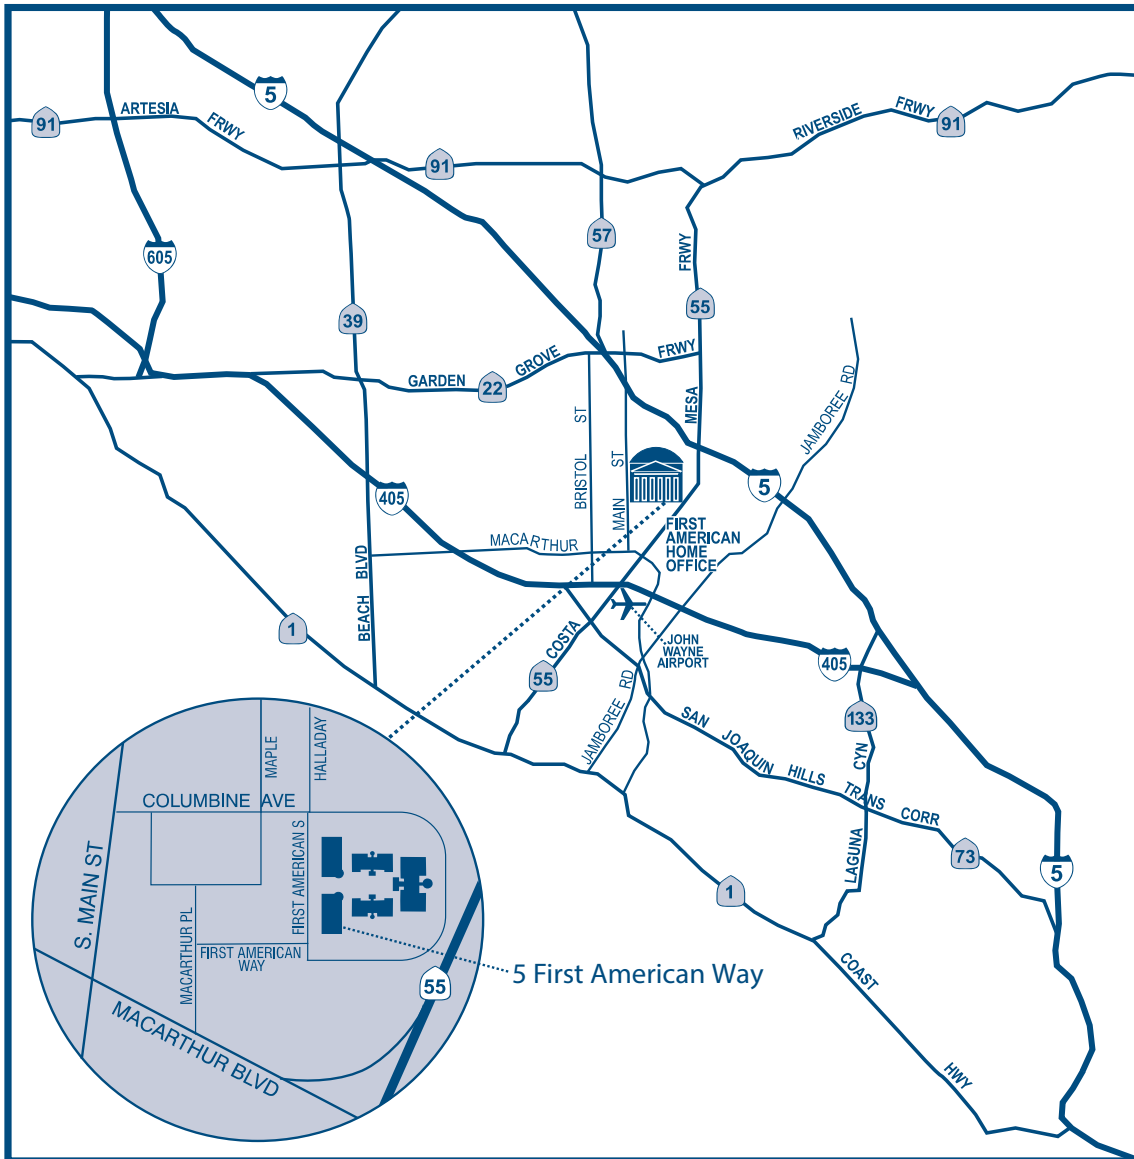 5
ARTESIA
FRWY
91
91
RIVERSIDE
FRWY
91
57
FRWY
605
55
39
GROVE
FRWY
GARDEN
22
MESA
JAMBOREE RD
BRISTOL ST
MAIN ST
5
405
FIRST
AMERICAN
HOME
OFFICE
MACARTHUR
BEACH BLVD
1
COSTA
55
JOHN
WAYNE
AIRPORT
405
JAMBOREE RD
SAN
JOAQUIN
HILLS
TRANS
CORR
133
CYN
LAGUNA
73
5
1
COAST
HWY
MAPLE
HALLADAY
COLUMBINE AVE
S. MAIN ST
FIRST AMERICAN S
MACARTHUR PL
FIRST AMERICAN
WAY
5 First American Way
55
MACARTHUR BLVD